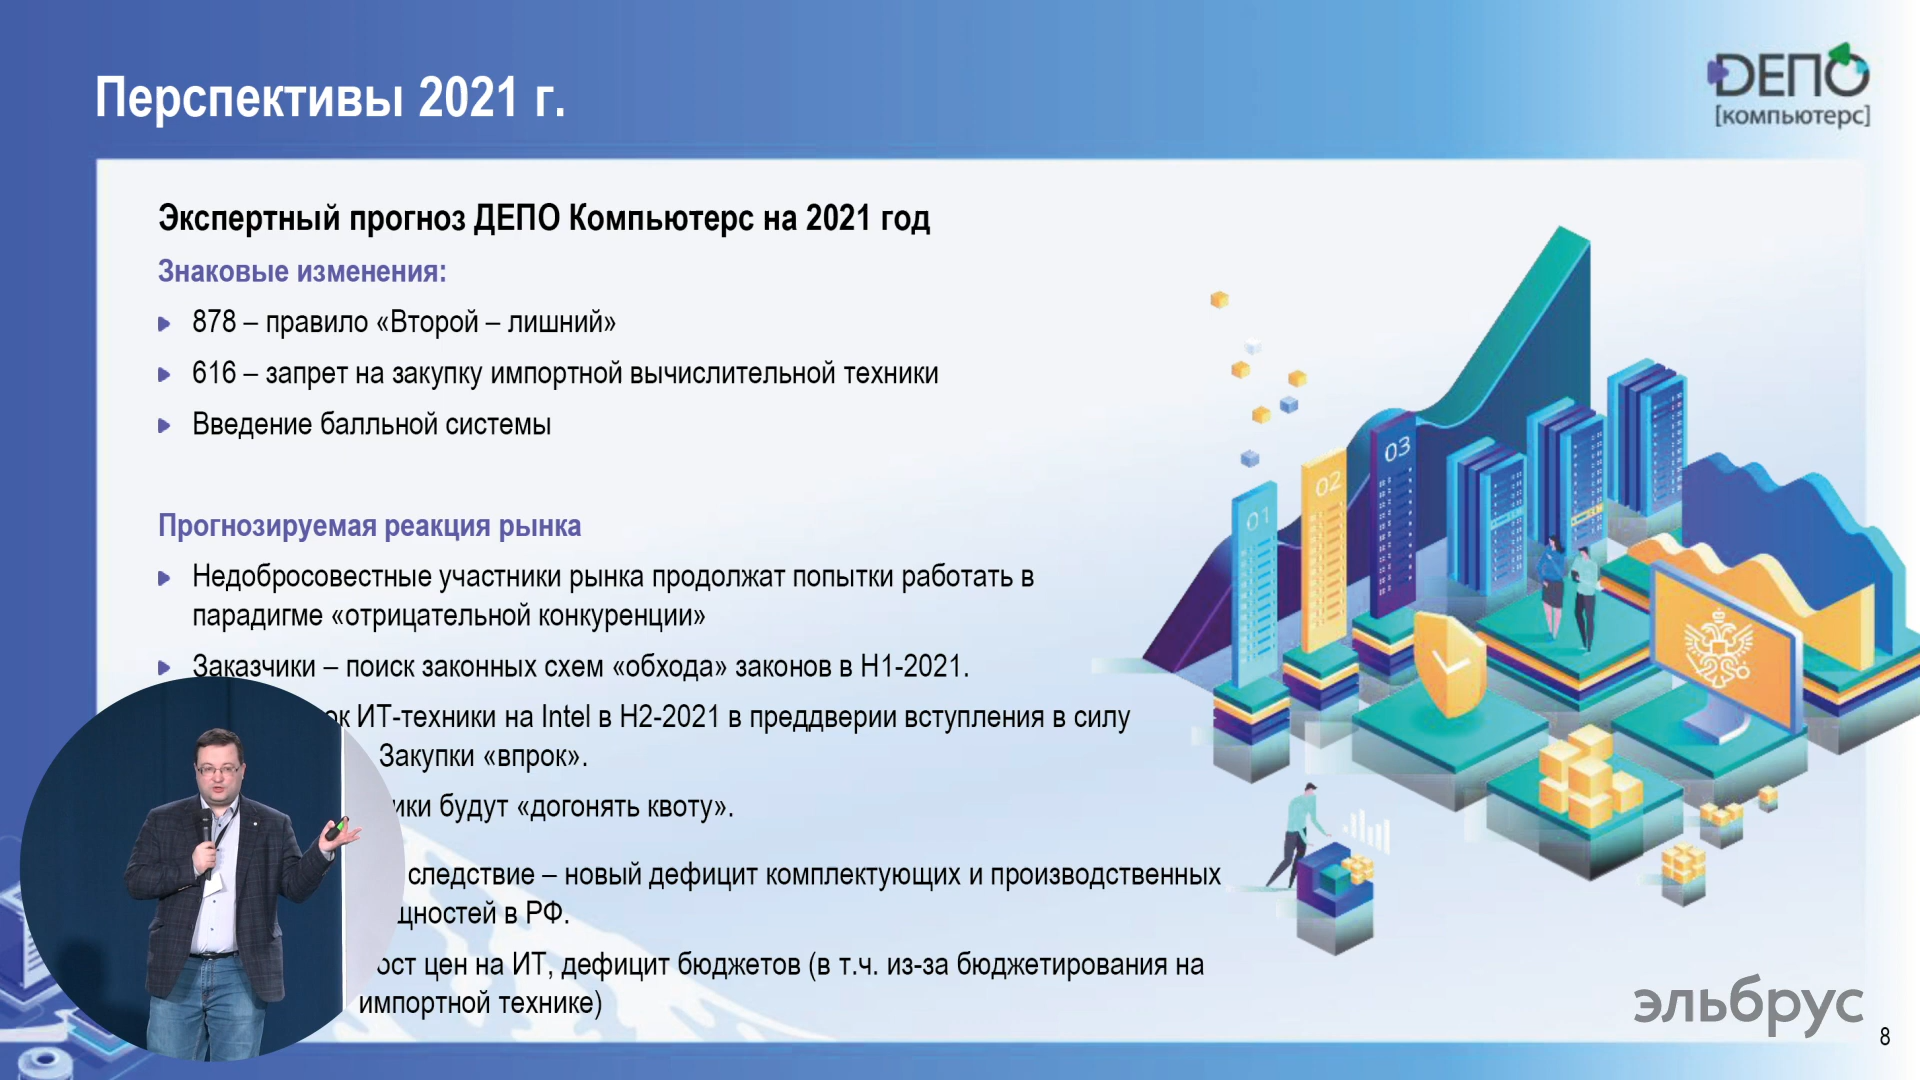 Перспективы 2021 г.
DЕПО
[компьютерс]
Экспертный прогноз ДЕПО Компьютерс на 2021 год
Знаковые изменения:
878 – правило «Второй – лишний»
616 – запрет на закупку импортной вычислительной техники
Введение балльной системы
Прогнозируемая реакция рынка
Недобросовестные участники рынка продолжат попытки работать в
парадигме «отрицательной конкуренции»
Заказчики – поиск законных схем «обхода» законов в H1-2021.
ИТ-техники на Intel в H2-2021 в преддверии вступления в силу
Закупки «впрок».
будут «догонять квоту».
следствие – новый дефицит комплектующих и производственных
в РФ.
цен на ИТ, дефицит бюджетов (в т.ч. из-за бюджетирования на
импортной технике)
01
02
03
эльбрус
8